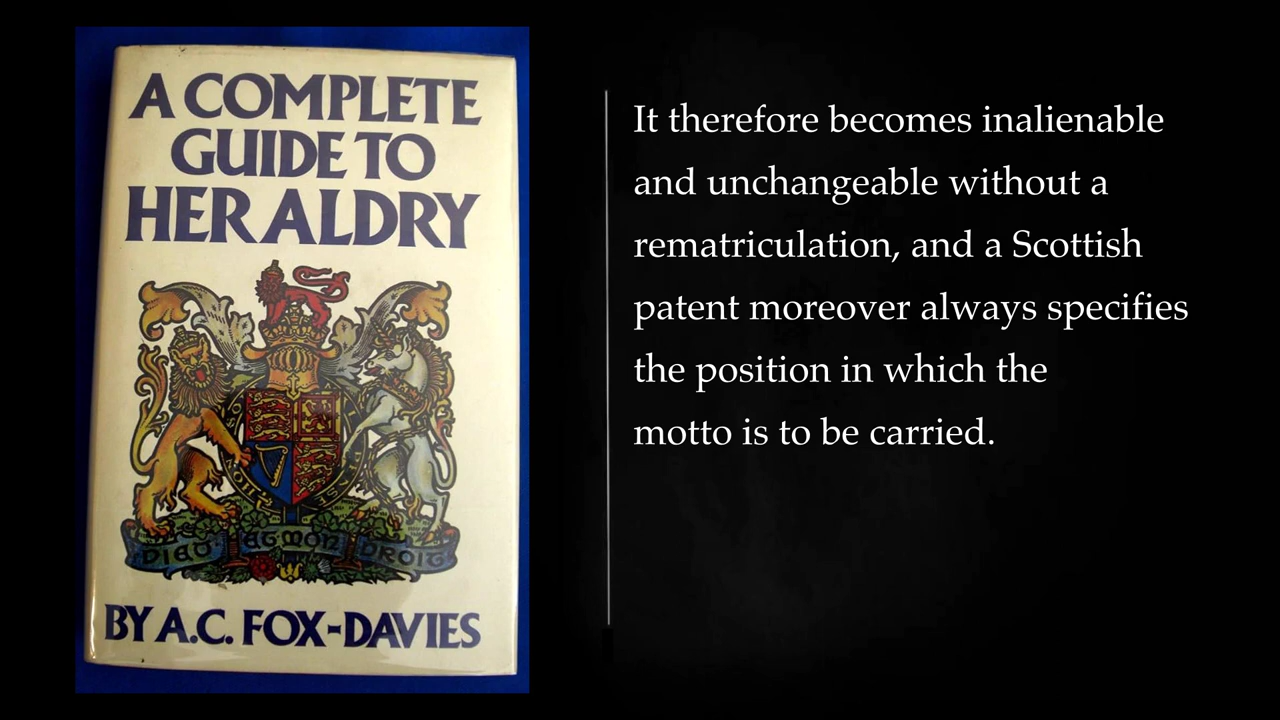 A COMPLETE
GUIDE TO
HERALDRY
DIEU ET MON DROIT
BY A.C. FOX-DAVIES
It therefore becomes inalienable
and unchangeable without a
rematriculation, and a Scottish
patent moreover always specifies
the position in which the
motto is to be carried.